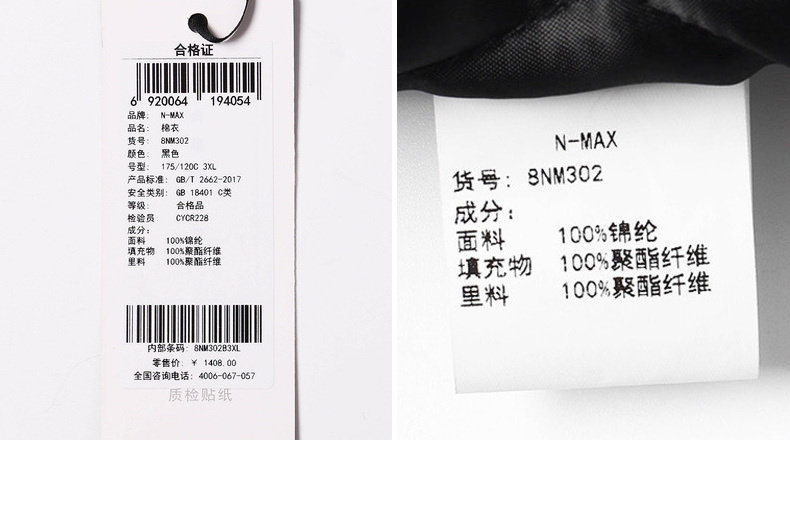 合格证
6 920064 194054
品牌: N-MAX
品名: 棉衣
货号: 8NM302
颜色: 黑色
号型: 175/120C 3XL
产品标准: GB/T 2662-2017
安全类别: GB 18401 C类
等级: 合格品
检验员 CYCR228
成分:
面料 100%锦纶
填充物 100%聚酯纤维
里料 100%聚酯纤维
内部条码: 8NM302B3XL
零售价: ¥ 1408.00
全国咨询电话: 4006-067-057
质检贴纸
N-MAX
货号: 8NM302
成分:
面料 100%锦纶
填充物 100%聚酯纤维
里料 100%聚酯纤维